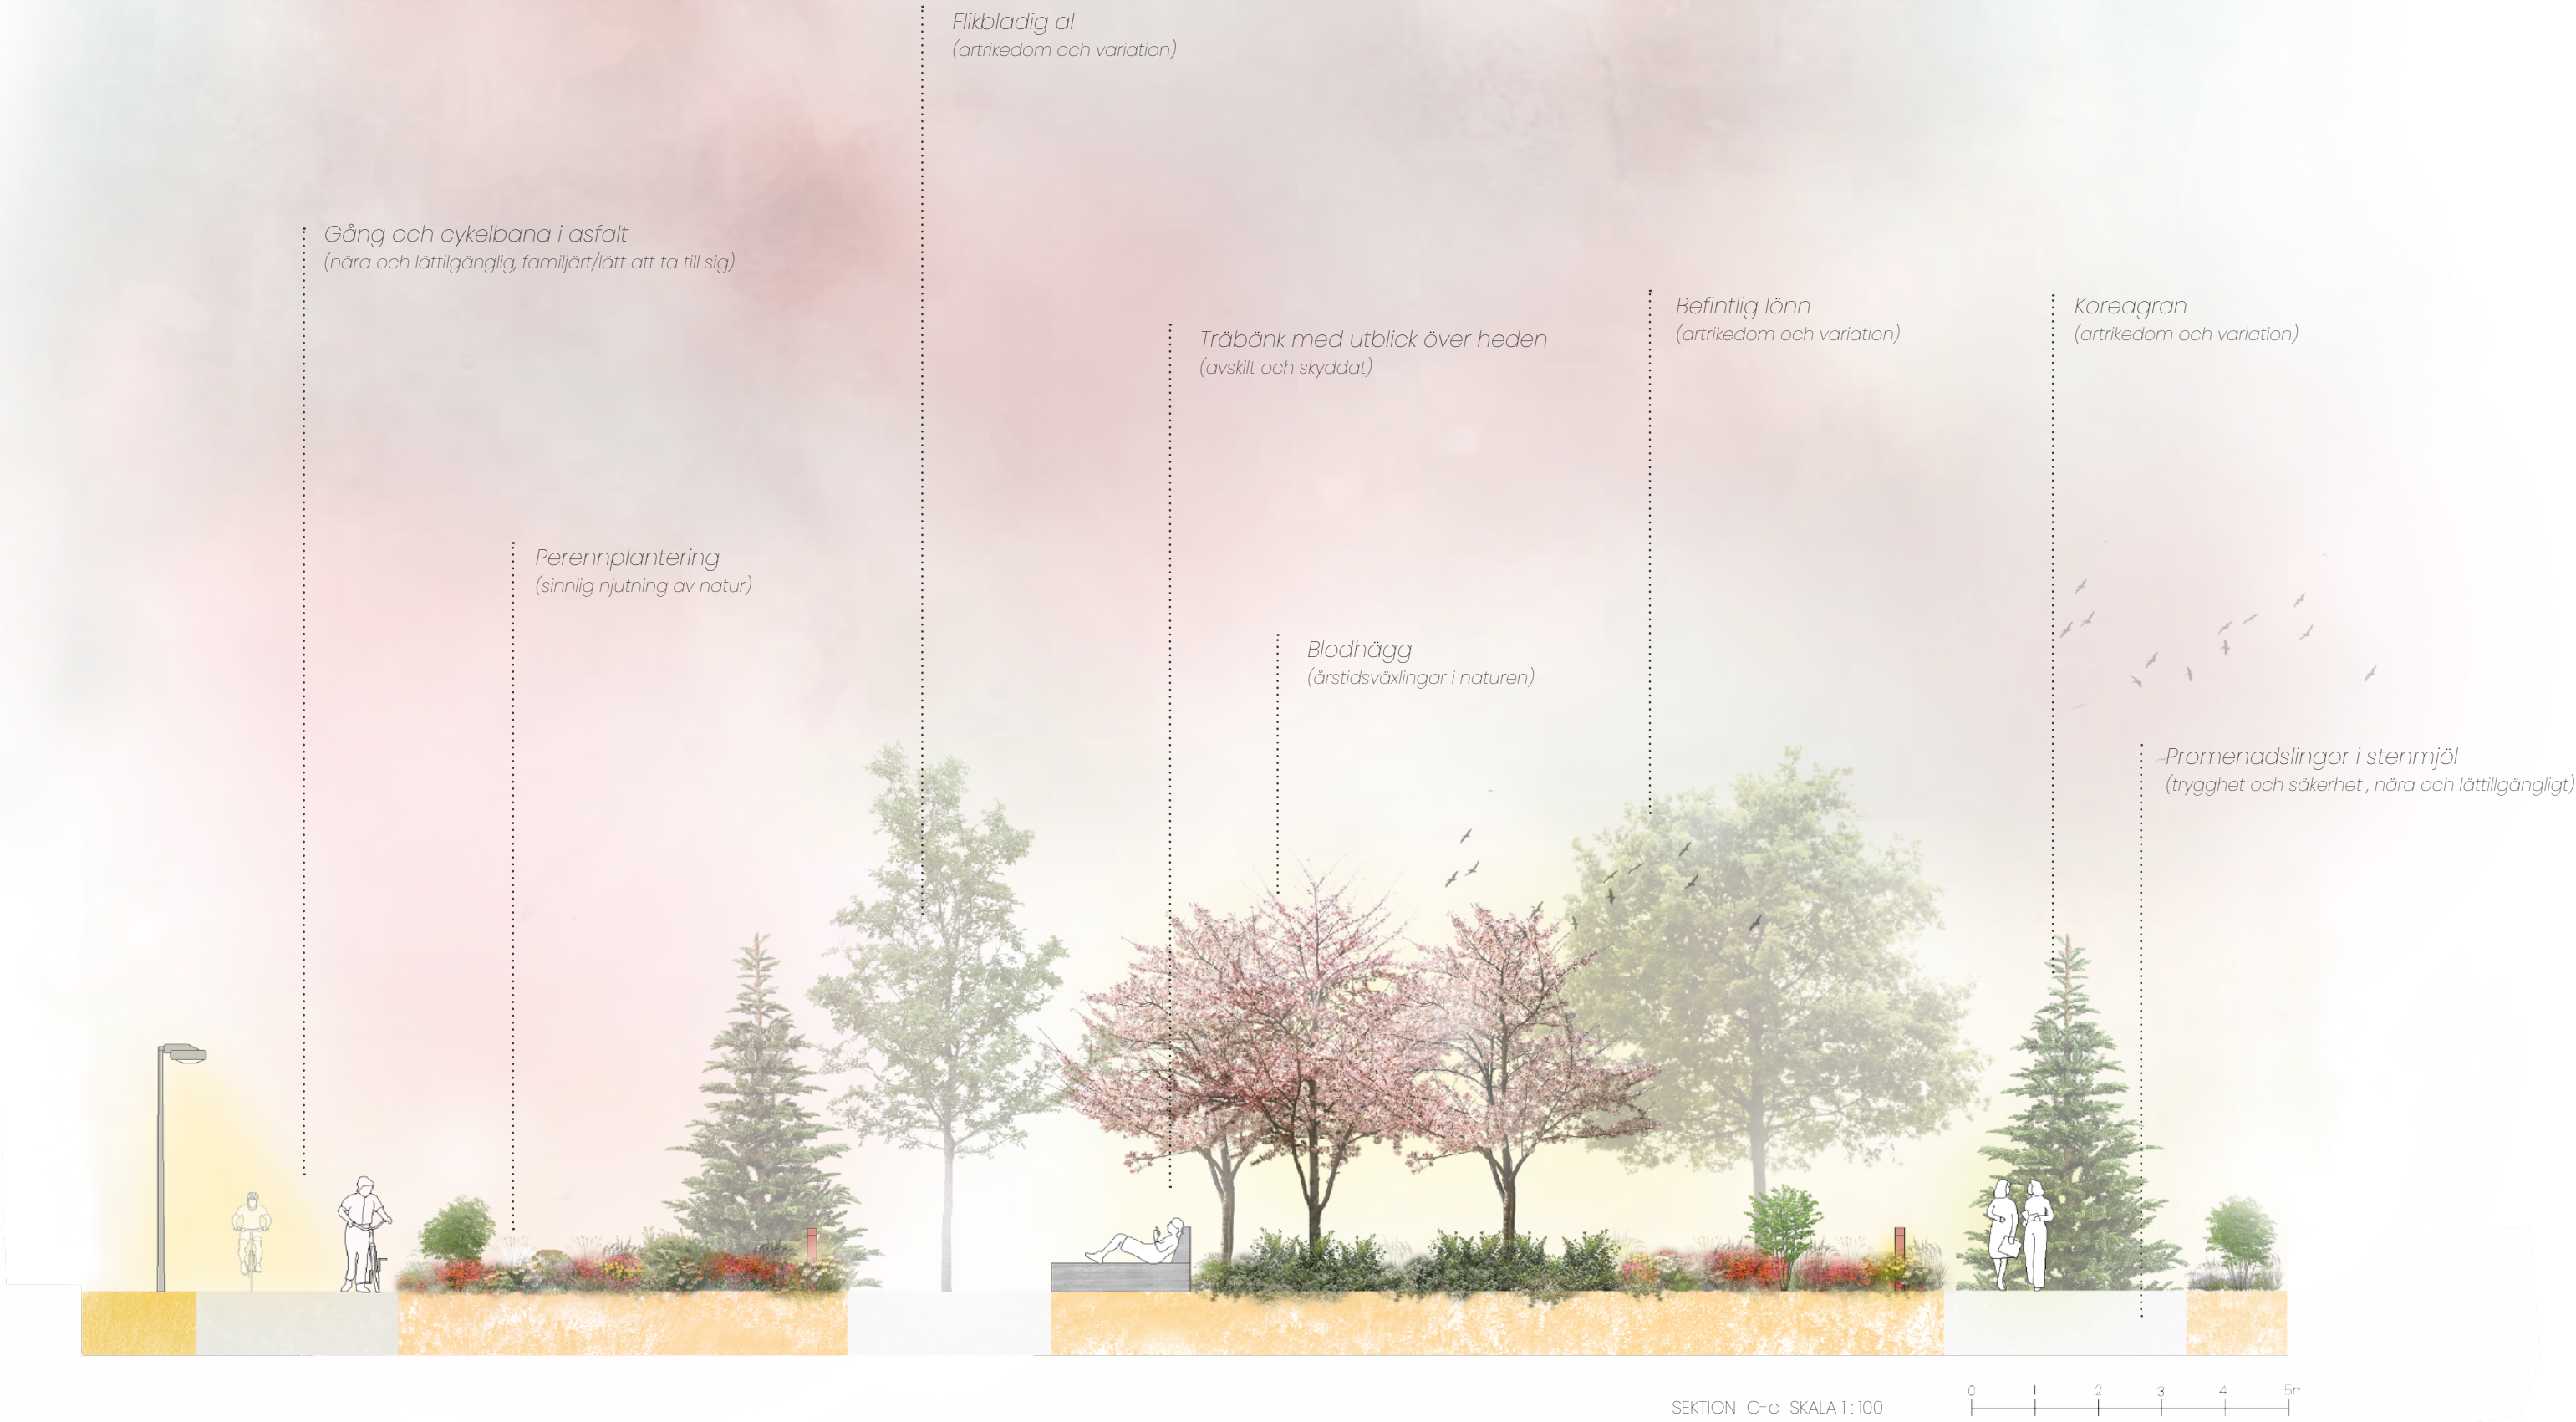 Flikbladig al
(artrikedom och variation)
Gång och cykelbana i asfalt
(nära och lättilgänglig, familjärt/lätt att ta till sig)
Befintlig lönn
(artrikedom och variation)
Koreagran
(artrikedom och variation)
Träbänk med utblick över heden
(avskilt och skyddat)
Perennplantering
(sinnlig njutning av natur)
Blodhägg
(årstidsväxlingar i naturen)
Promenadslingor i stenmjöl
(trygghet och säkerhet , nära och lättillgängligt)
0 1 2 3 4 5m
SEKTION C-c SKALA 1 : 100